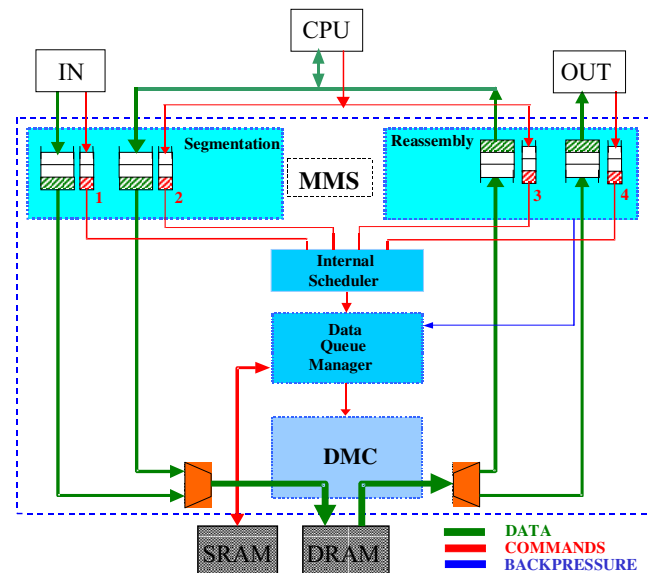 CPU
IN
OUT
Segmentation
Reassembly
MMS
1
2
3
4
Internal
Scheduler
Data
Queue
Manager
DMC
SRAM
DRAM
DATA
COMMANDS
BACKPRESSURE